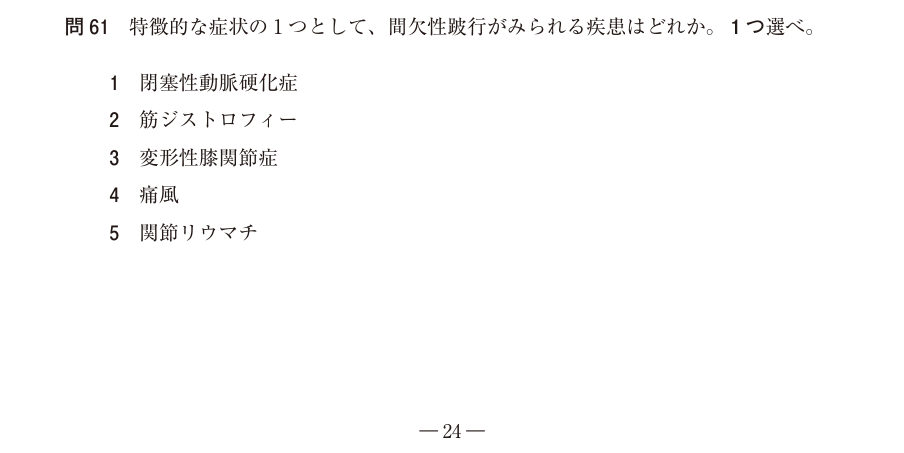 問61 特徴的な症状の1つとして、間欠性跛行がみられる疾患はどれか。1つ選べ。
1 閉塞性動脈硬化症
2 筋ジストロフィー
3 変形性膝関節症
4 痛風
5 関節リウマチ
— 24 —